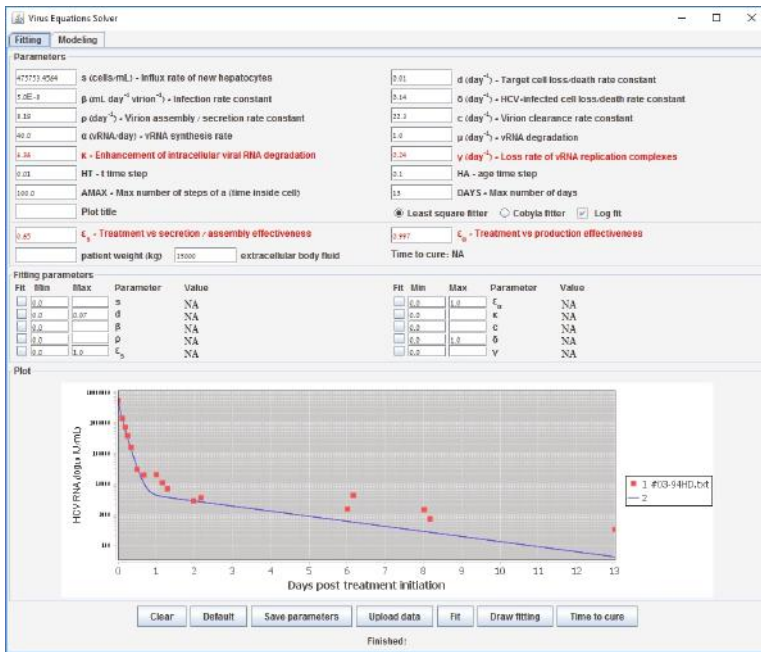 Virus Equations Solver
Fitting Modeling
Parameters
475753.4564 s (cells/mL) - Influx rate of new hepatocytes
0.01 d (day⁻¹) - Target cell loss/death rate constant
β (mL day⁻¹ virion⁻¹) - Infection rate constant
0.14 δ (day⁻¹) - HCV-infected cell loss/death rate constant
ρ (day⁻¹) - Virion assembly / secretion rate constant
22.3 c (day⁻¹) - Virion clearance rate constant
40.0 α (vRNA/day) - vRNA synthesis rate
1.0 μ (day⁻¹) - vRNA degradation
κ - Enhancement of intracellular viral RNA degradation
γ (day⁻¹) - Loss rate of vRNA replication complexes
0.01 HT - t time step
0.1 HA - age time step
100.0 AMAX - Max number of steps of a (time inside cell)
13 DAYS - Max number of days
Plot title
Least square fitter Cobyla fitter Log fit
ε - Treatment vs secretion / assembly effectiveness
0.997 ε - Treatment vs production effectiveness
patient weight (kg) 15000 extracellular body fluid
Time to cure: NA
Fitting parameters
Fit Min Max Parameter Value
Fit Min Max Parameter Value
0.0 s NA
0.0 1.0 εα NA
0.0 0.07 d NA
0.0 κ NA
0.0 β NA
0.0 c NA
0.0 ρ NA
0.0 1.0 δ NA
0.0 1.0 εs NA
0.0 γ NA
Plot
HCV RNA (log10 IU/mL)
1 #03-94HD.txt
2
0 1 2 3 4 5 6 7 8 9 10 11 12 13
Days post treatment initiation
Clear Default Save parameters Upload data Fit Draw fitting Time to cure
Finished: